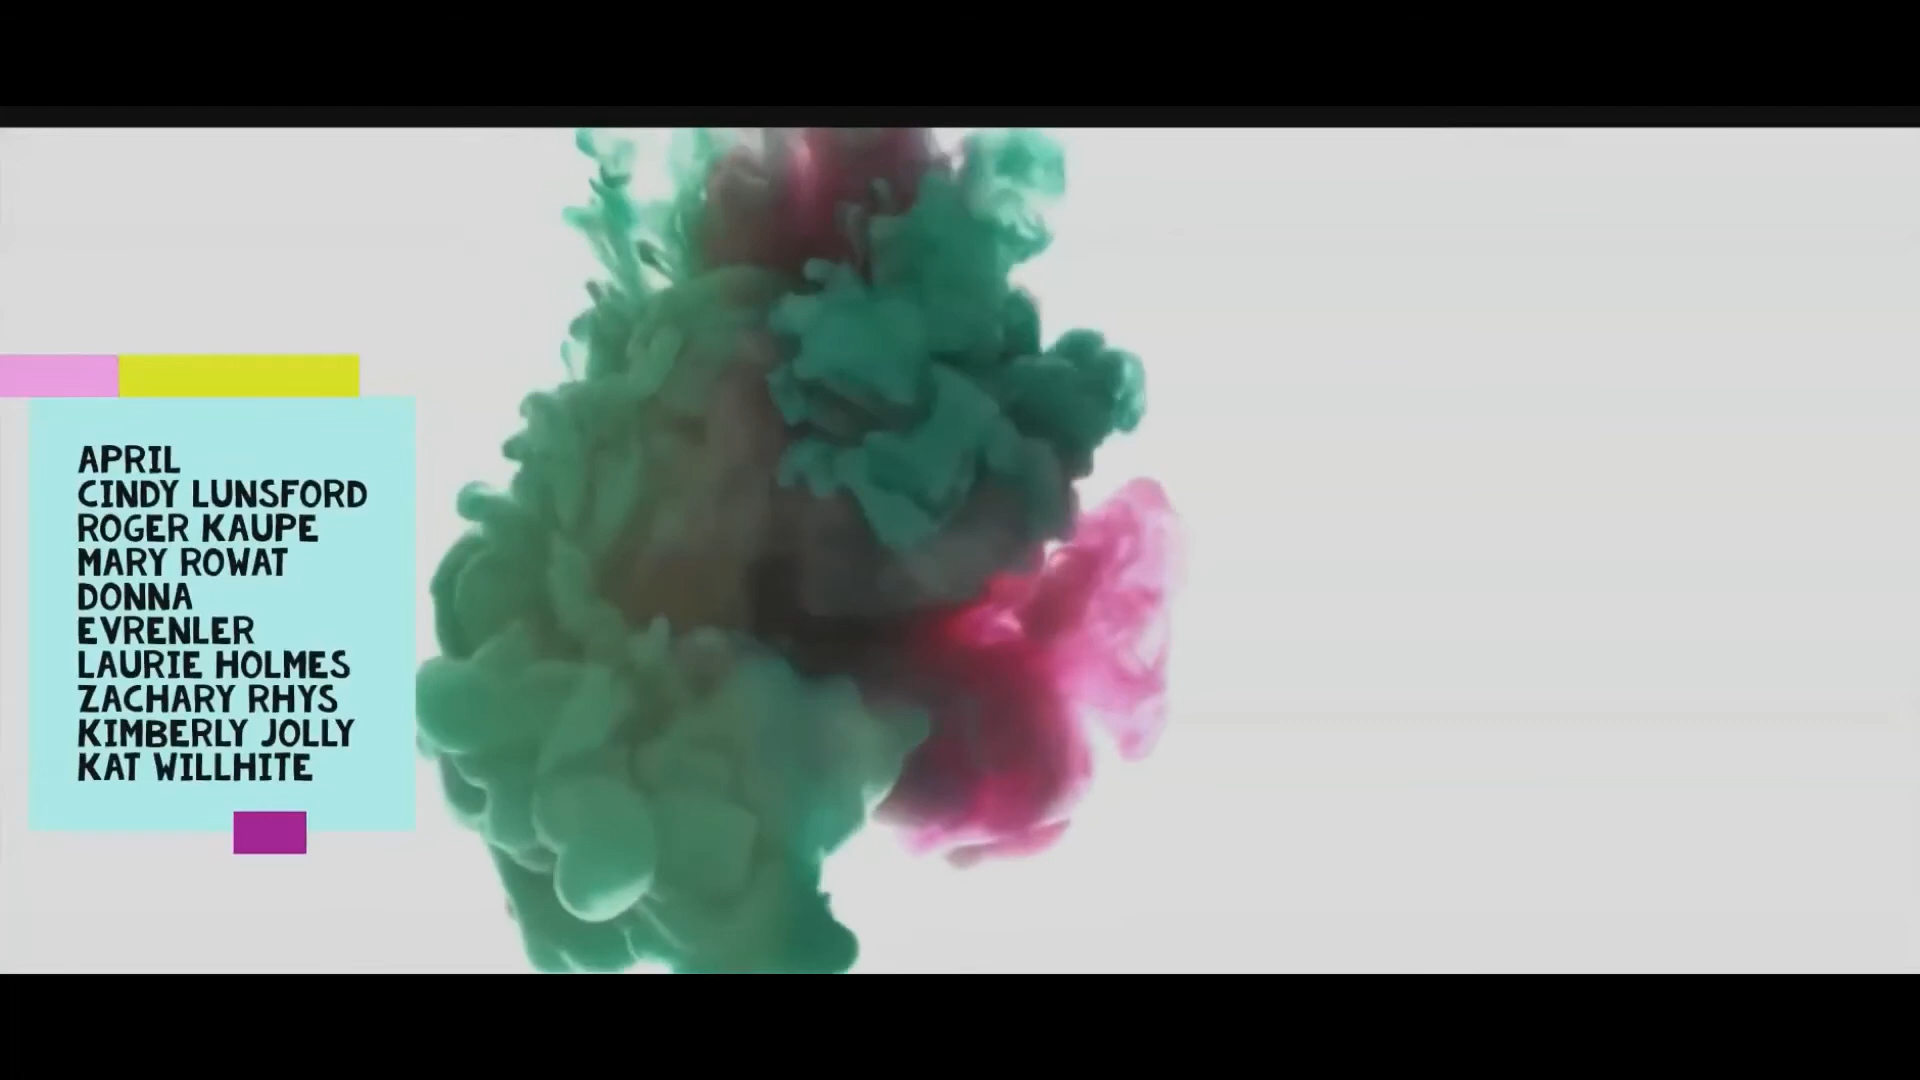 APRIL
CINDY LUNSFORD
ROGER KAUPE
MARY ROWAT
DONNA
EVRENLER
LAURIE HOLMES
ZACHARY RHYS
KIMBERLY JOLLY
KAT WILLHITE